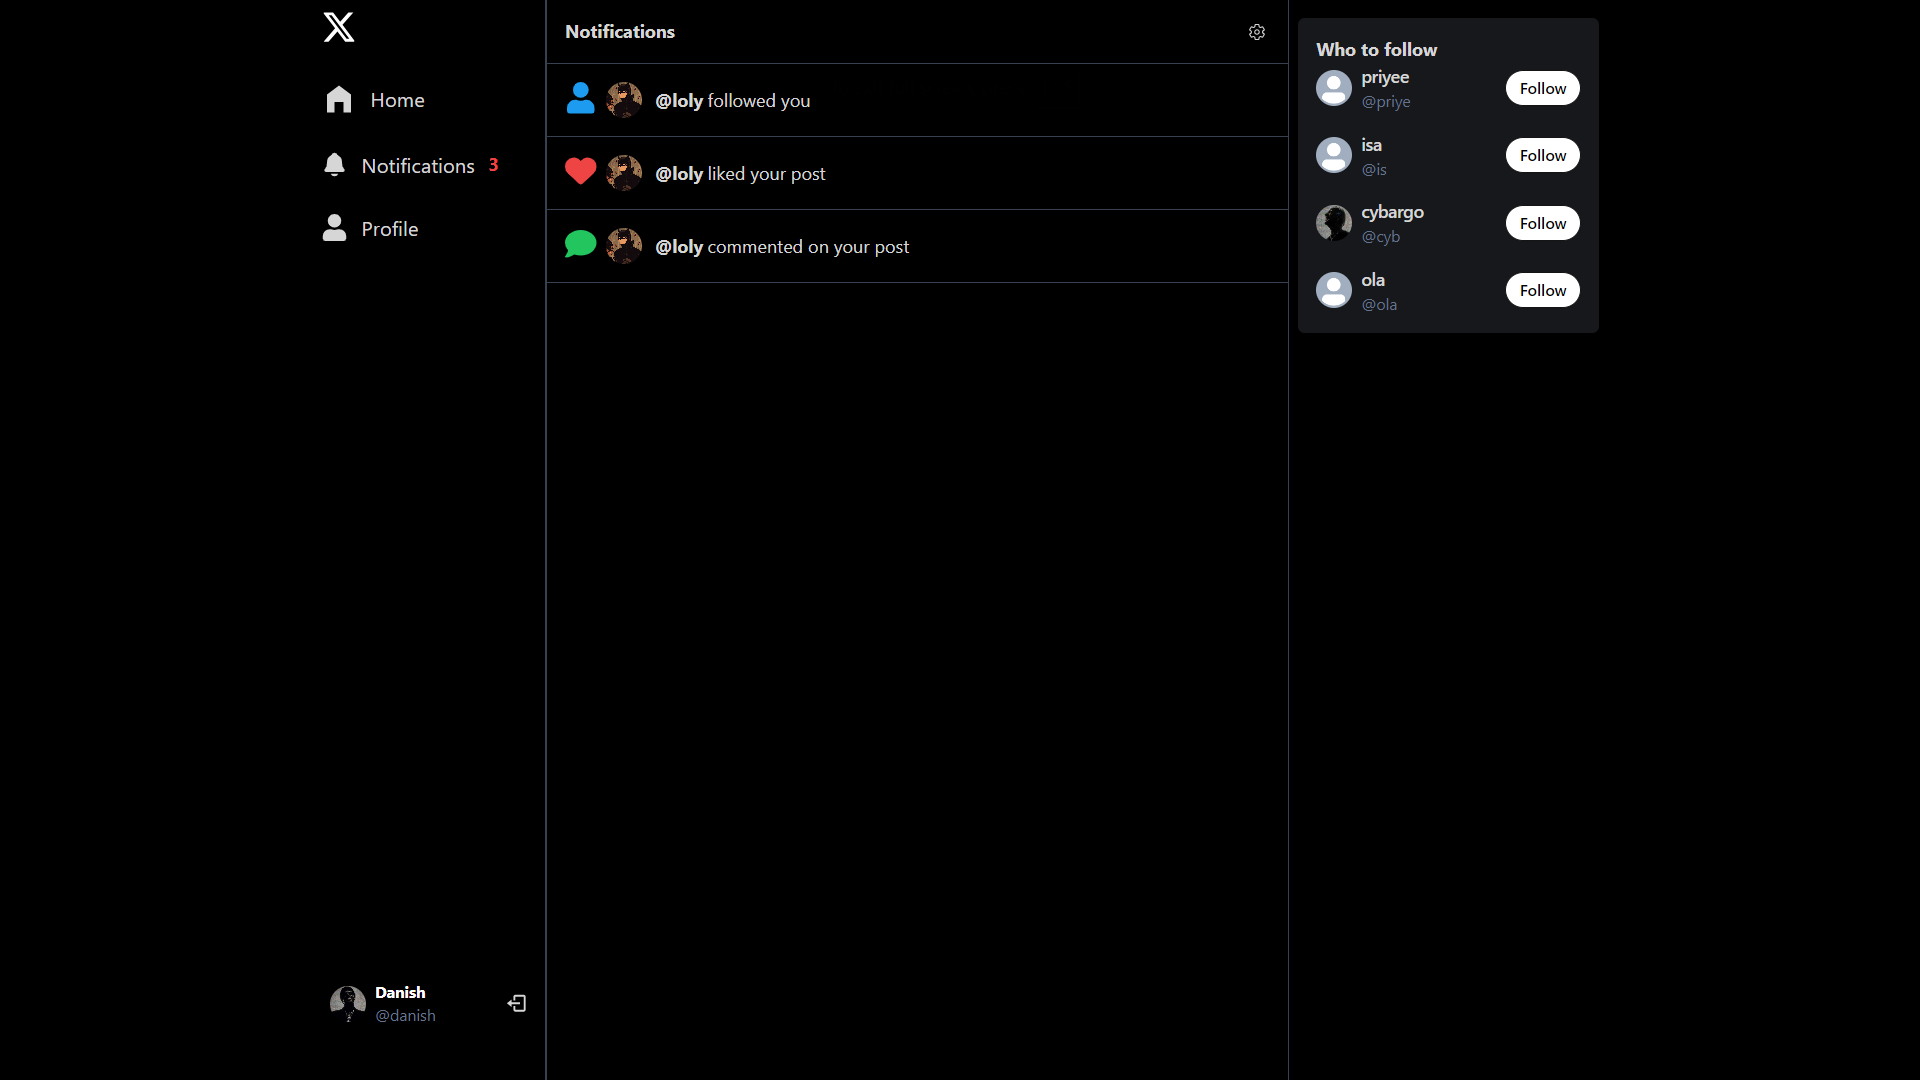 Home
Notifications 3
Profile
Danish
@danish
Notifications
@loly followed you
@loly liked your post
@loly commented on your post
Who to follow
priyee
@priye
Follow
isa
@is
Follow
cybargo
@cyb
Follow
ola
@ola
Follow